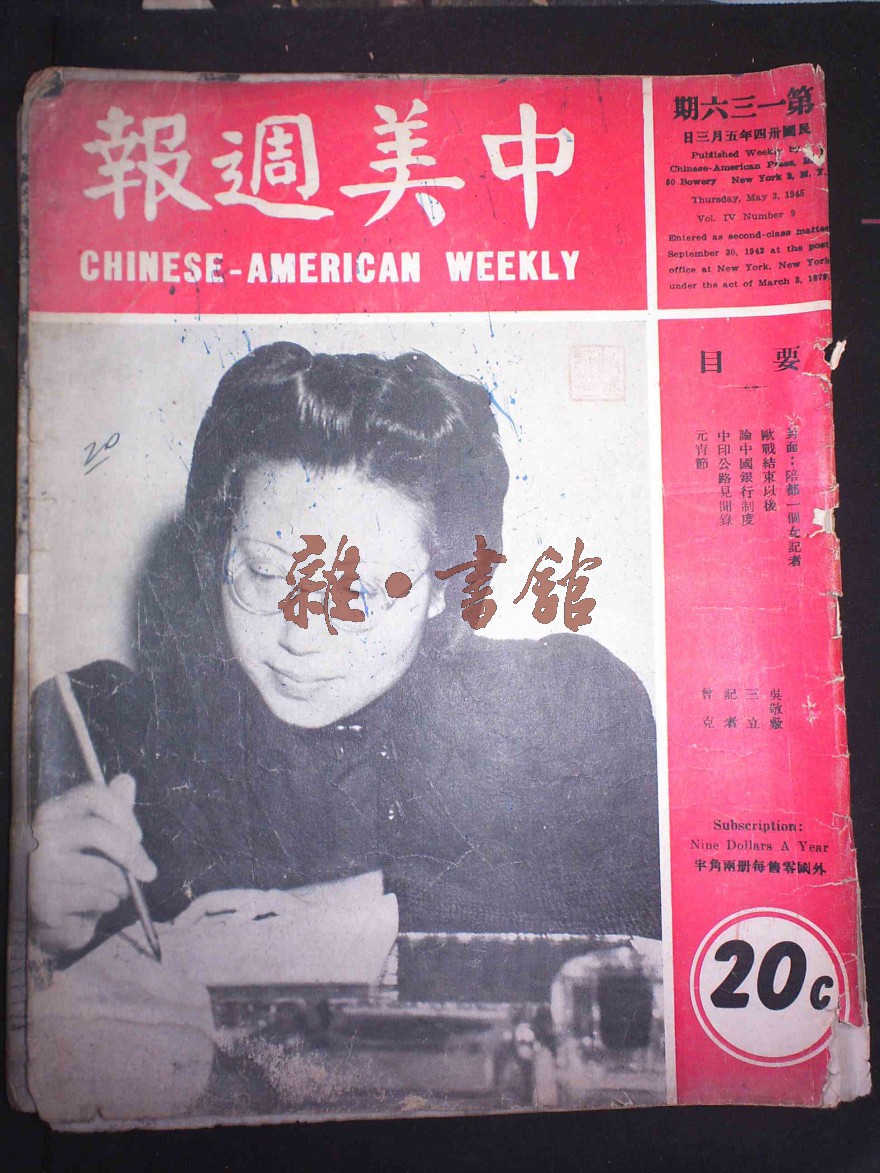 中美週報
CHINESE-AMERICAN WEEKLY
第一三六期
民國卅四年五月三日
Published Weekly by
Chinese-American Press,
50 Bowery New York 2, N. Y.
Thursday, May 3, 1945
Vol. IV Number 9
Entered as second-class matter
September 30, 1942 at the post
office at New York, New York
under the act of March 3, 1879.
要目
封面：陪都一個女記者
歐戰結束以後
論中國銀行制度
中印公路見聞錄
元宵節
吳敬敷
三立
記者
曾克
20
雜·書館
Subscription:
Nine Dollars A Year
外國零售每册兩角半
20c